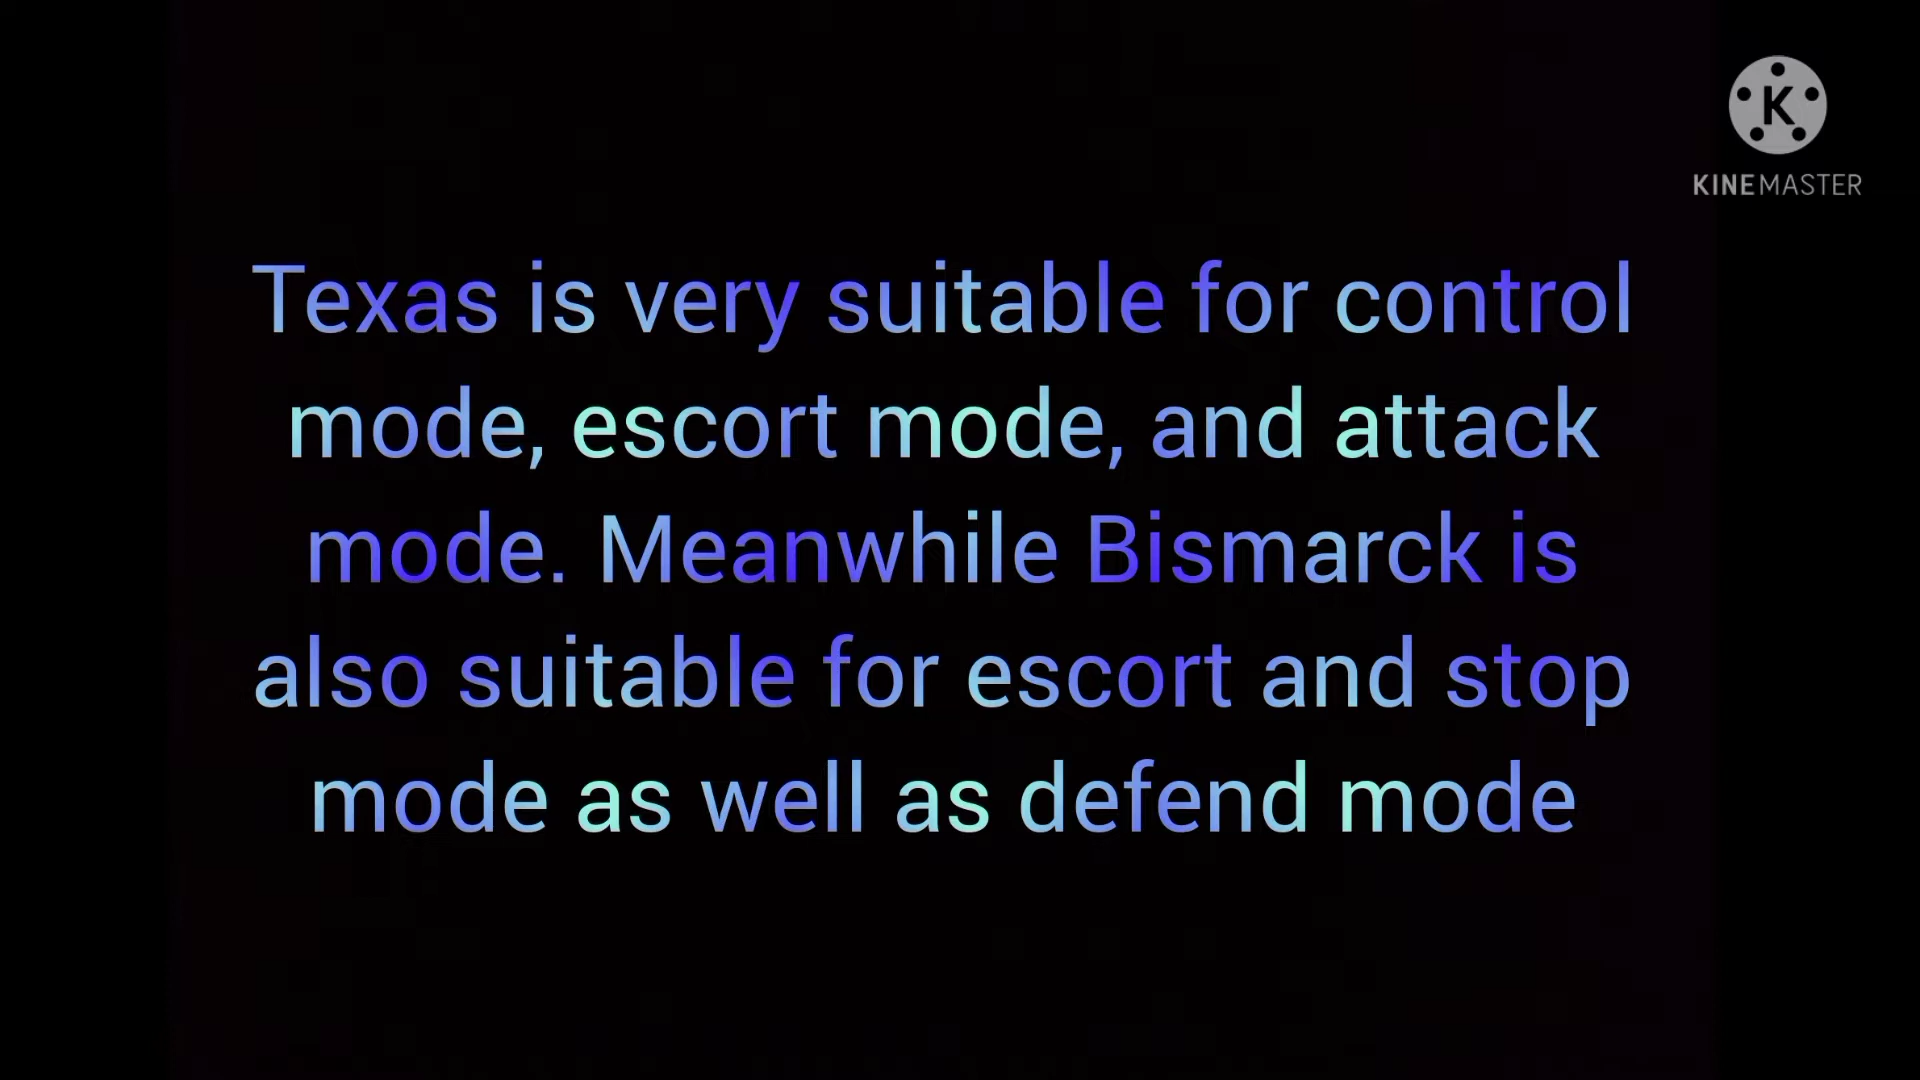 K
KINEMASTER
Texas is very suitable for control
mode, escort mode, and attack
mode. Meanwhile Bismarck is
also suitable for escort and stop
mode as well as defend mode